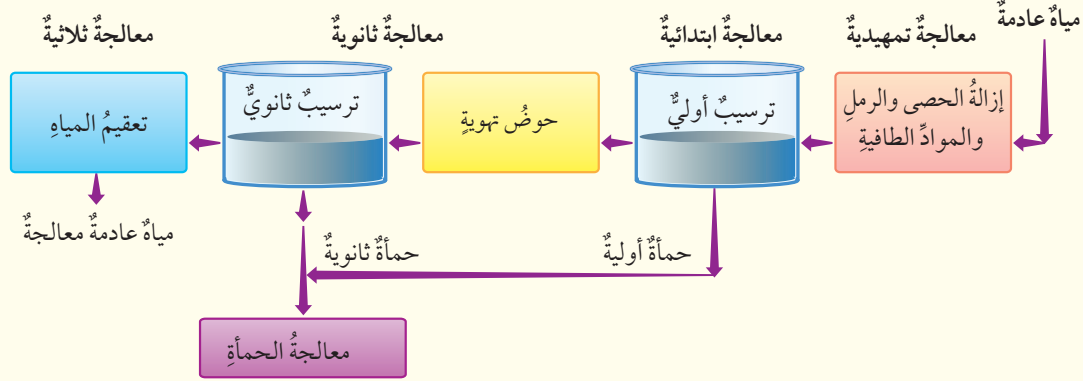 مياهٌ عادمةٌ
معالجةٌ تمهيديةٌ
معالجةٌ ابتدائيةٌ
معالجةٌ ثانويةٌ
معالجةٌ ثلاثيةٌ
إزالةُ الحصى والرملِ
والموادِّ الطافيةِ
ترسيبٌ أوليٌّ
حوضُ تهويةٍ
ترسيبٌ ثانويٌّ
تعقيمُ المياهِ
مياهٌ عادمةٌ معالجةٌ
حمأةٌ أوليةٌ
حمأةٌ ثانويةٌ
معالجةُ الحمأةِ